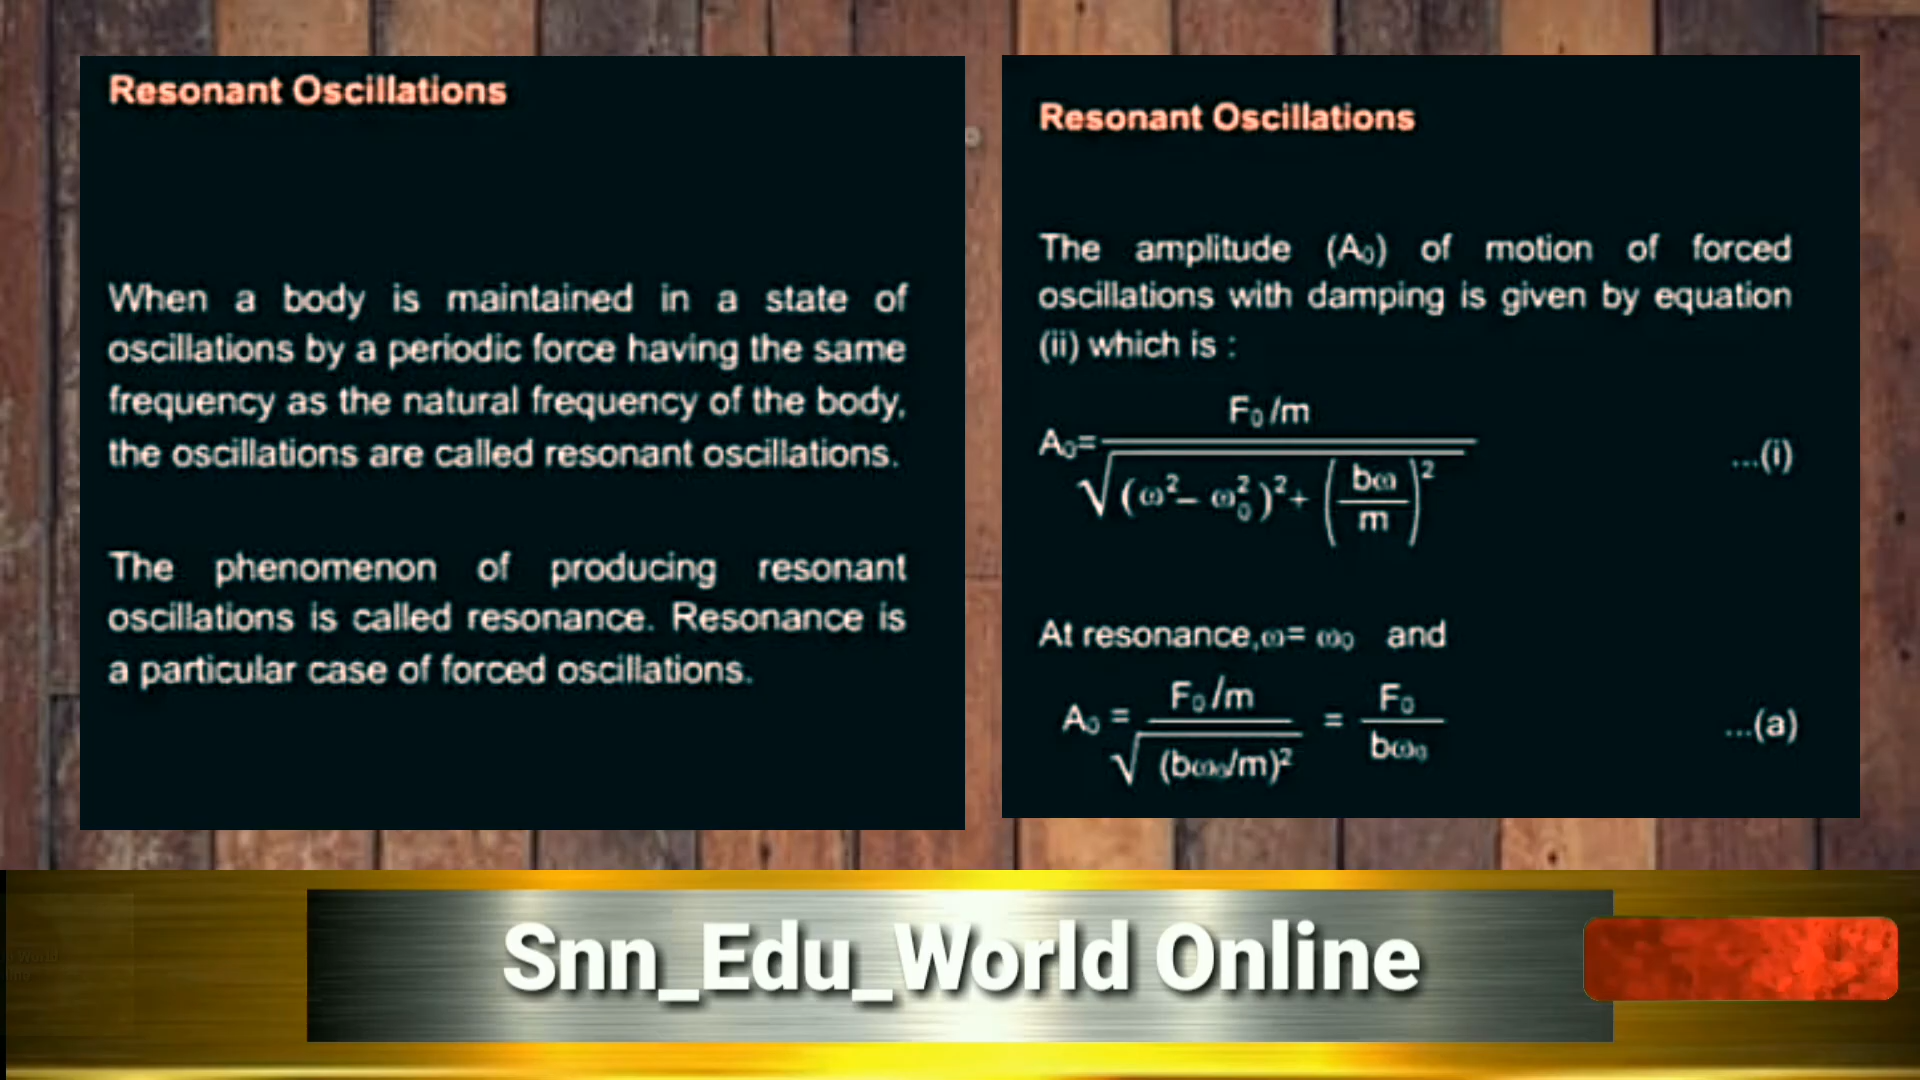 Resonant Oscillations
When a body is maintained in a state of
oscillations by a periodic force having the same
frequency as the natural frequency of the body,
the oscillations are called resonant oscillations.
The phenomenon of producing resonant
oscillations is called resonance. Resonance is
a particular case of forced oscillations.
Resonant Oscillations
The amplitude (A₀) of motion of forced
oscillations with damping is given by equation
(ii) which is :
A₀= F₀/m / √((ω²– ω₀²)²+ (bω/m)²) ...(i)
At resonance,ω= ω₀ and
A₀ = F₀/m / √(bω₀/m)² = F₀/bω₀ ...(a)
Snn_Edu_World Online